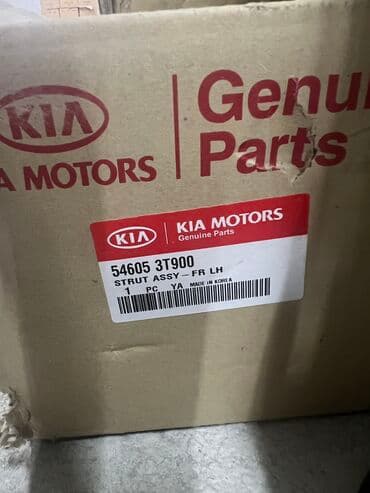 KIA
A MOTORS
Genui
Parts
KIA
KIA MOTORS
Genuine Parts
54605 3T900
STRUT ASSY-FR LH
1 PC YA MADE IN KOREA